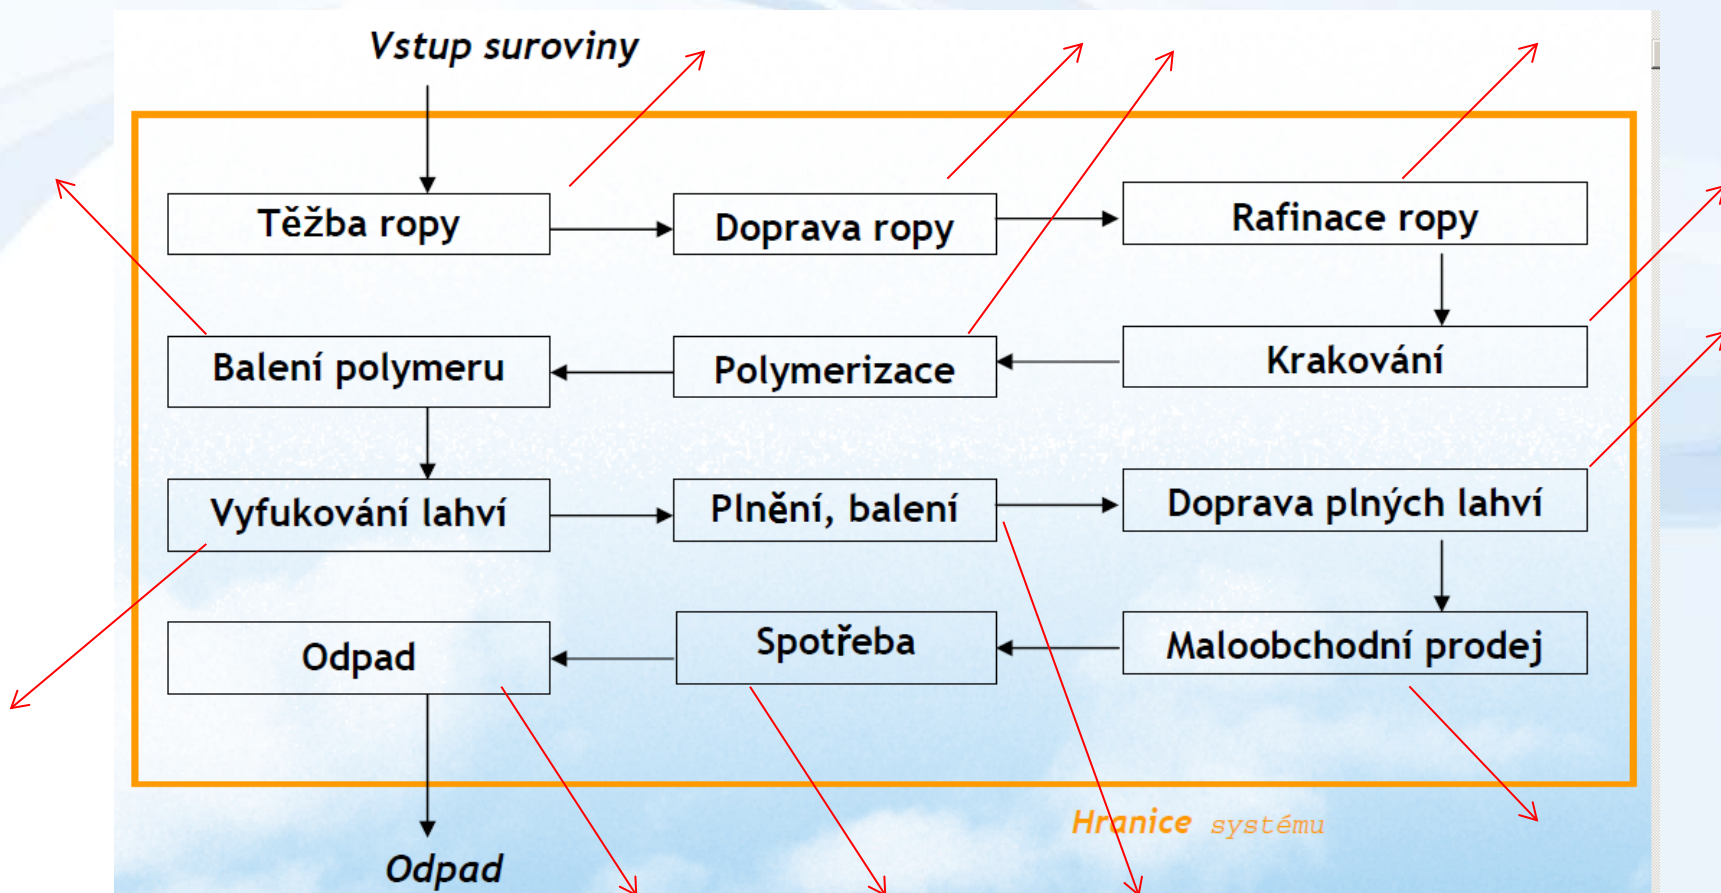 Vstup suroviny
Těžba ropy
Doprava ropy
Rafinace ropy
Balení polymeru
Polymerizace
Krakování
Vyfukování lahví
Plnění, balení
Doprava plných lahví
Odpad
Spotřeba
Maloobchodní prodej
Hranice systému
Odpad